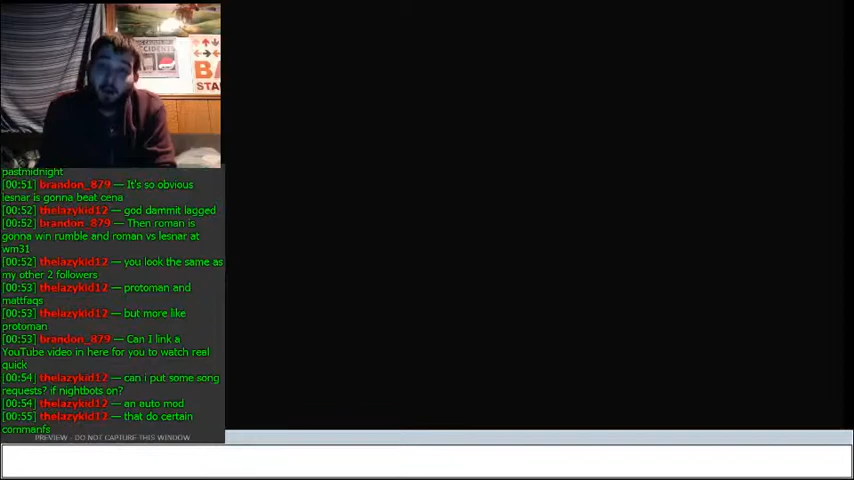 ACCIDENTS
BA
STA
pastmidnight
[00:51] brandon_879 — It's so obvious
lesnar is gonna beat cena
[00:52] thelazykid12 — god dammit lagged
[00:52] brandon_879 — Then roman is
gonna win rumble and roman vs lesnar at
wm31
[00:52] thelazykid12 — you look the same as
my other 2 followers
[00:53] thelazykid12 — protoman and
mattfaqs
[00:53] thelazykid12 — but more like
protoman
[00:53] brandon_879 — Can I link a
YouTube video in here for you to watch real
quick
[00:54] thelazykid12 — can i put some song
requests? if nightbots on?
[00:54] thelazykid12 — an auto mod
[00:55] thelazykid12 — that do certain
commanfs
PREVIEW - DO NOT CAPTURE THIS WINDOW